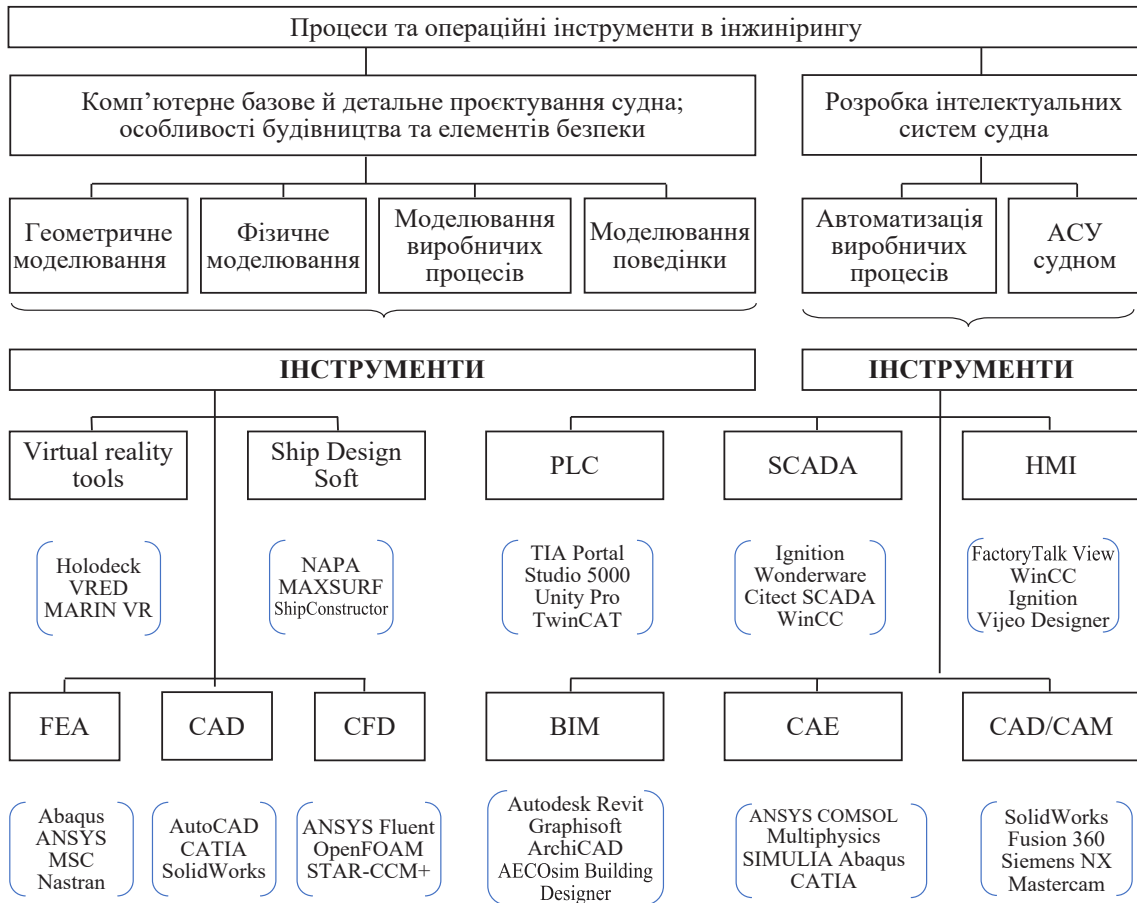 Процеси та операційні інструменти в інжинірингу
Комп’ютерне базове й детальне проєктування судна;
особливості будівництва та елементів безпеки
Розробка інтелектуальних
систем судна
Геометричне
моделювання
Фізичне
моделювання
Моделювання
виробничих
процесів
Моделювання
поведінки
Автоматизація
виробничих
процесів
АСУ
судном
ІНСТРУМЕНТИ
ІНСТРУМЕНТИ
Virtual reality
tools
Ship Design
Soft
PLC
SCADA
HMI
Holodeck
VRED
MARIN VR
NAPA
MAXSURF
ShipConstructor
TIA Portal
Studio 5000
Unity Pro
TwinCAT
Ignition
Wonderware
Citect SCADA
WinCC
FactoryTalk View
WinCC
Ignition
Vijeo Designer
FEA
CAD
CFD
BIM
CAE
CAD/CAM
Abaqus
ANSYS
MSC
Nastran
AutoCAD
CATIA
SolidWorks
ANSYS Fluent
OpenFOAM
STAR-CCM+
Autodesk Revit
Graphisoft
ArchiCAD
AECOsim Building
Designer
ANSYS COMSOL
Multiphysics
SIMULIA Abaqus
CATIA
SolidWorks
Fusion 360
Siemens NX
Mastercam